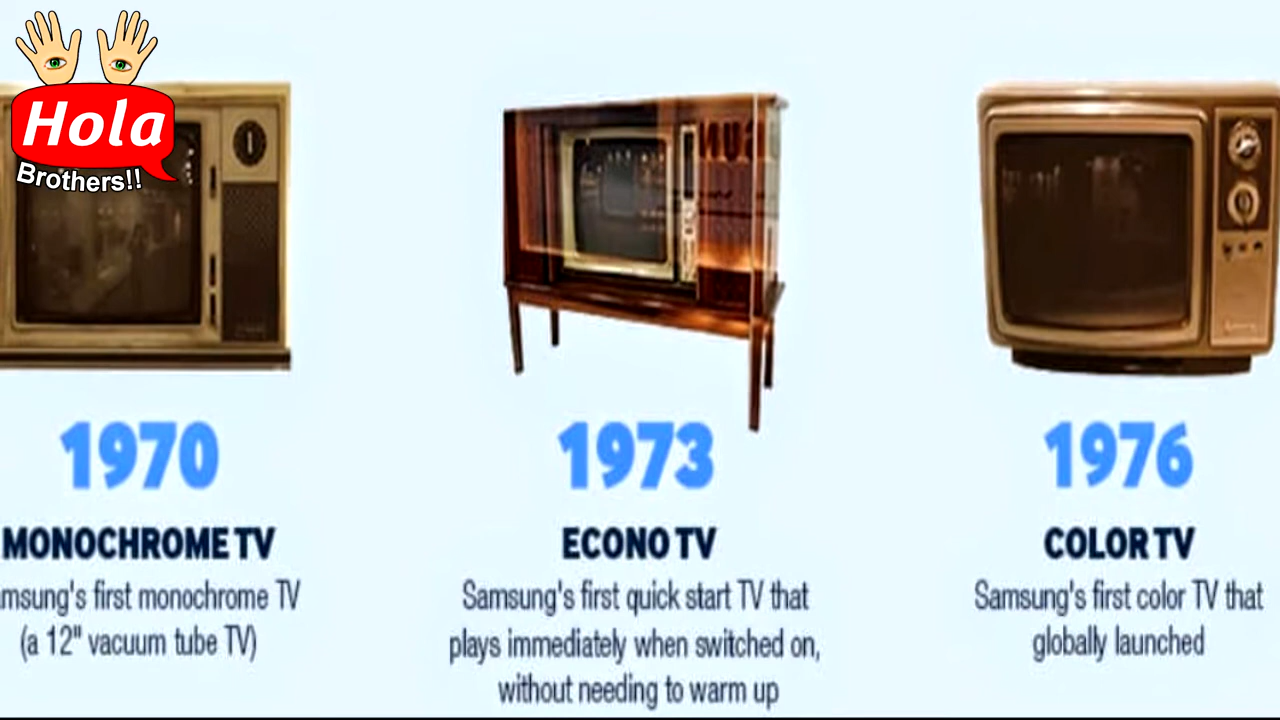 Hola
Brothers!!
1970
1973
1976
MONOCHROME TV
ECONO TV
COLOR TV
amsung's first monochrome TV
(a 12" vacuum tube TV)
Samsung's first quick start TV that
plays immediately when switched on,
without needing to warm up
Samsung's first color TV that
globally launched